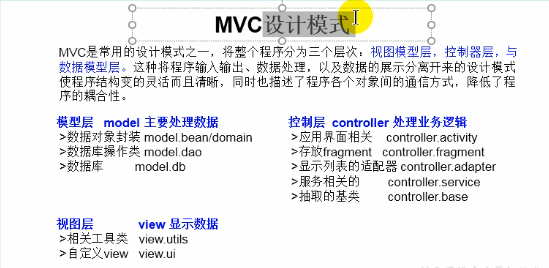 MVC设计模式
MVC是常用的设计模式之一，将整个程序分为三个层次：视图模型层，控制器层，与
数据模型层。这种将程序输入输出、数据处理，以及数据的展示分离开来的设计模式
使程序结构变的灵活而且清晰，同时也描述了程序各个对象间的通信方式，降低了程
序的耦合性。
模型层 model 主要处理数据
>数据对象封装 model.bean/domain
>数据库操作类 model.dao
>数据库 model.db
控制层 controller 处理业务逻辑
>应用界面相关 controller.activity
>存放fragment controller.fragment
>显示列表的适配器 controller.adapter
>服务相关的 controller.service
>抽取的基类 controller.base
视图层 view 显示数据
>相关工具类 view.utils
>自定义view view.ui